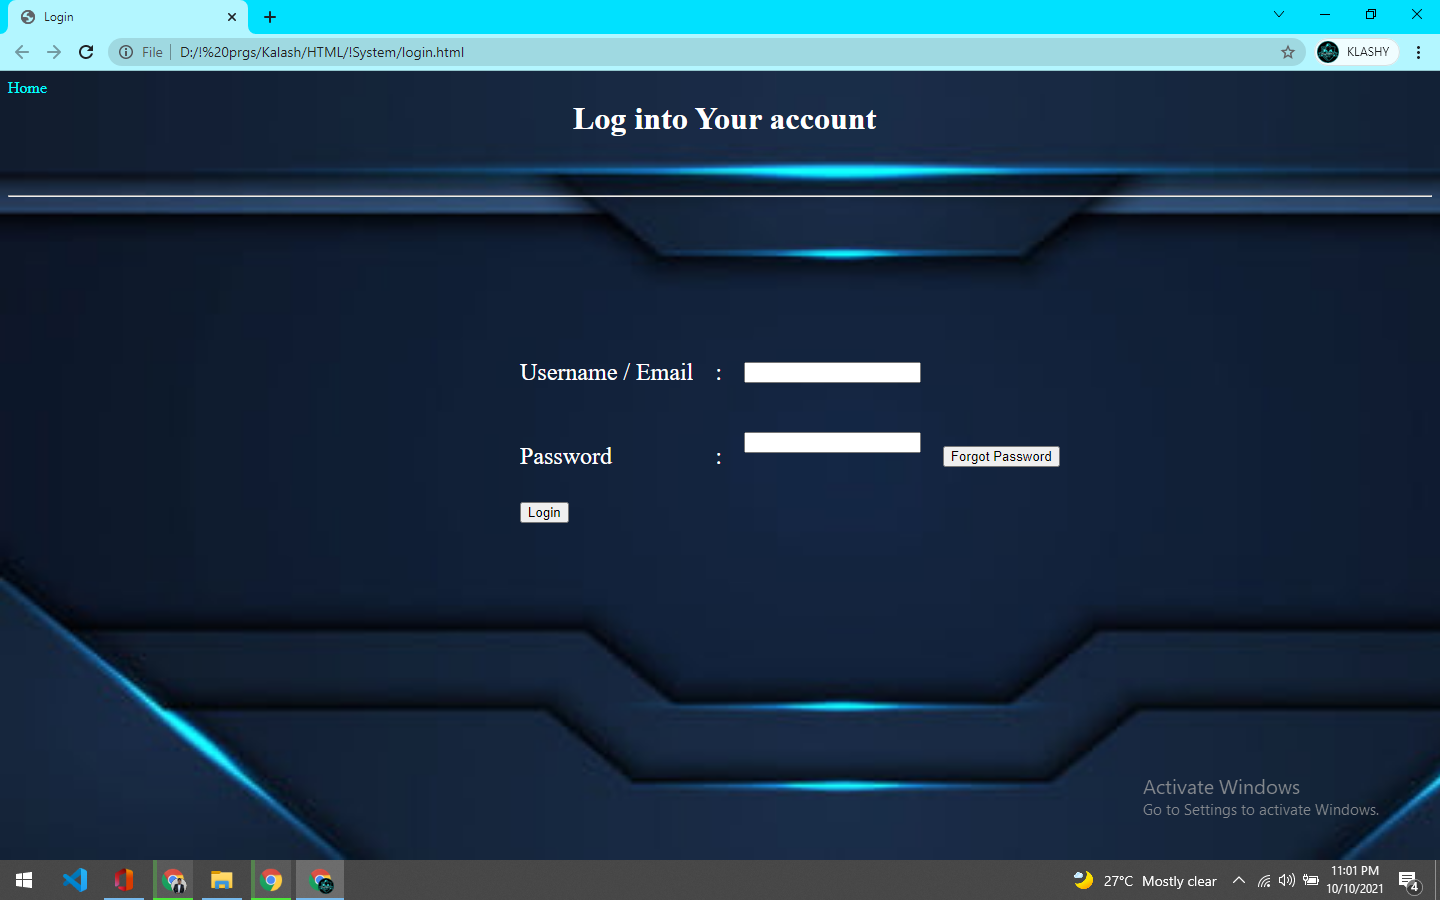 Login
File
D:/!%20prgs/Kalash/HTML/!System/login.html
KLASHY
Home
Log into Your account
Username / Email :
Password : Forgot Password
Login
Activate Windows
Go to Settings to activate Windows.
27°C Mostly clear
11:01 PM
10/10/2021
4